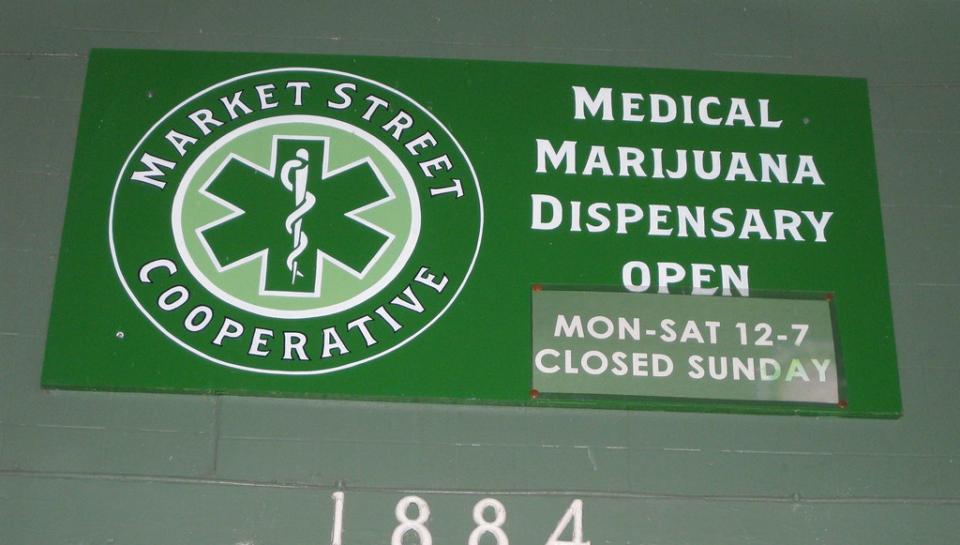 MARKET STREET
COOPERATIVE
MEDICAL
MARIJUANA
DISPENSARY
OPEN
MON-SAT 12-7
CLOSED SUNDAY
1884